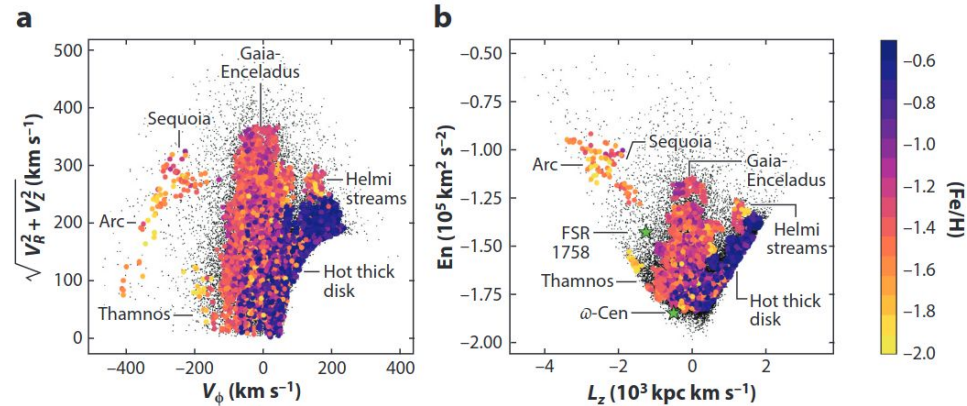 a
500
400
300
200
100
0
√V²_R + V²_Z (km s⁻¹)
−400
−200
0
200
400
V_ϕ (km s⁻¹)
Gaia-
Enceladus
Sequoia
Helmi
streams
Arc
Hot thick
disk
Thamnos
b
−0.50
−0.75
−1.00
−1.25
−1.50
−1.75
−2.00
En (10⁵ km² s⁻²)
−4
−2
0
2
4
L_z (10³ kpc km s⁻¹)
Sequoia
Arc
Gaia-
Enceladus
FSR
1758
Helmi
streams
Thamnos
Hot thick
disk
ϖ-Cen
−0.6
−0.8
−1.0
−1.2
−1.4
−1.6
−1.8
−2.0
(Fe/H)